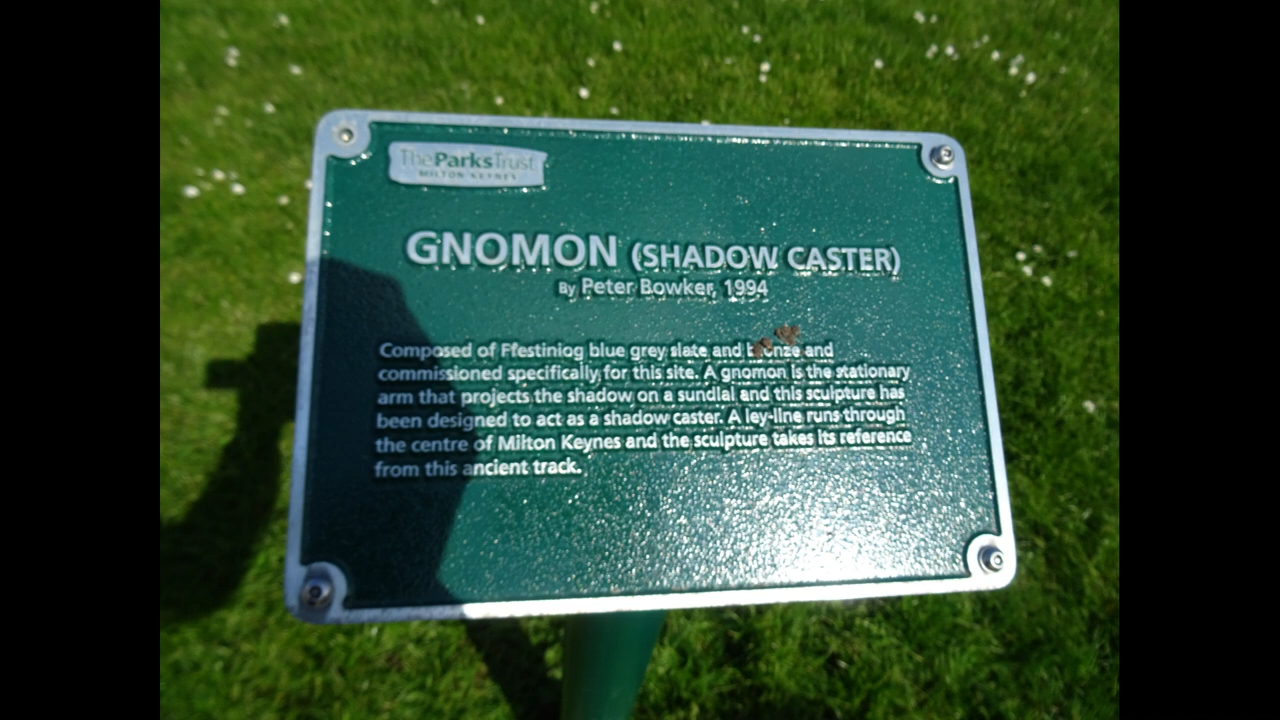 TheParksTrust
MILTON KEYNES
GNOMON (SHADOW CASTER)
By Peter Bowker, 1994
Composed of Ffestiniog blue grey slate and bronze and
commissioned specifically for this site. A gnomon is the stationary
arm that projects the shadow on a sundial and this sculpture has
been designed to act as a shadow caster. A ley-line runs through
the centre of Milton Keynes and the sculpture takes its reference
from this ancient track.